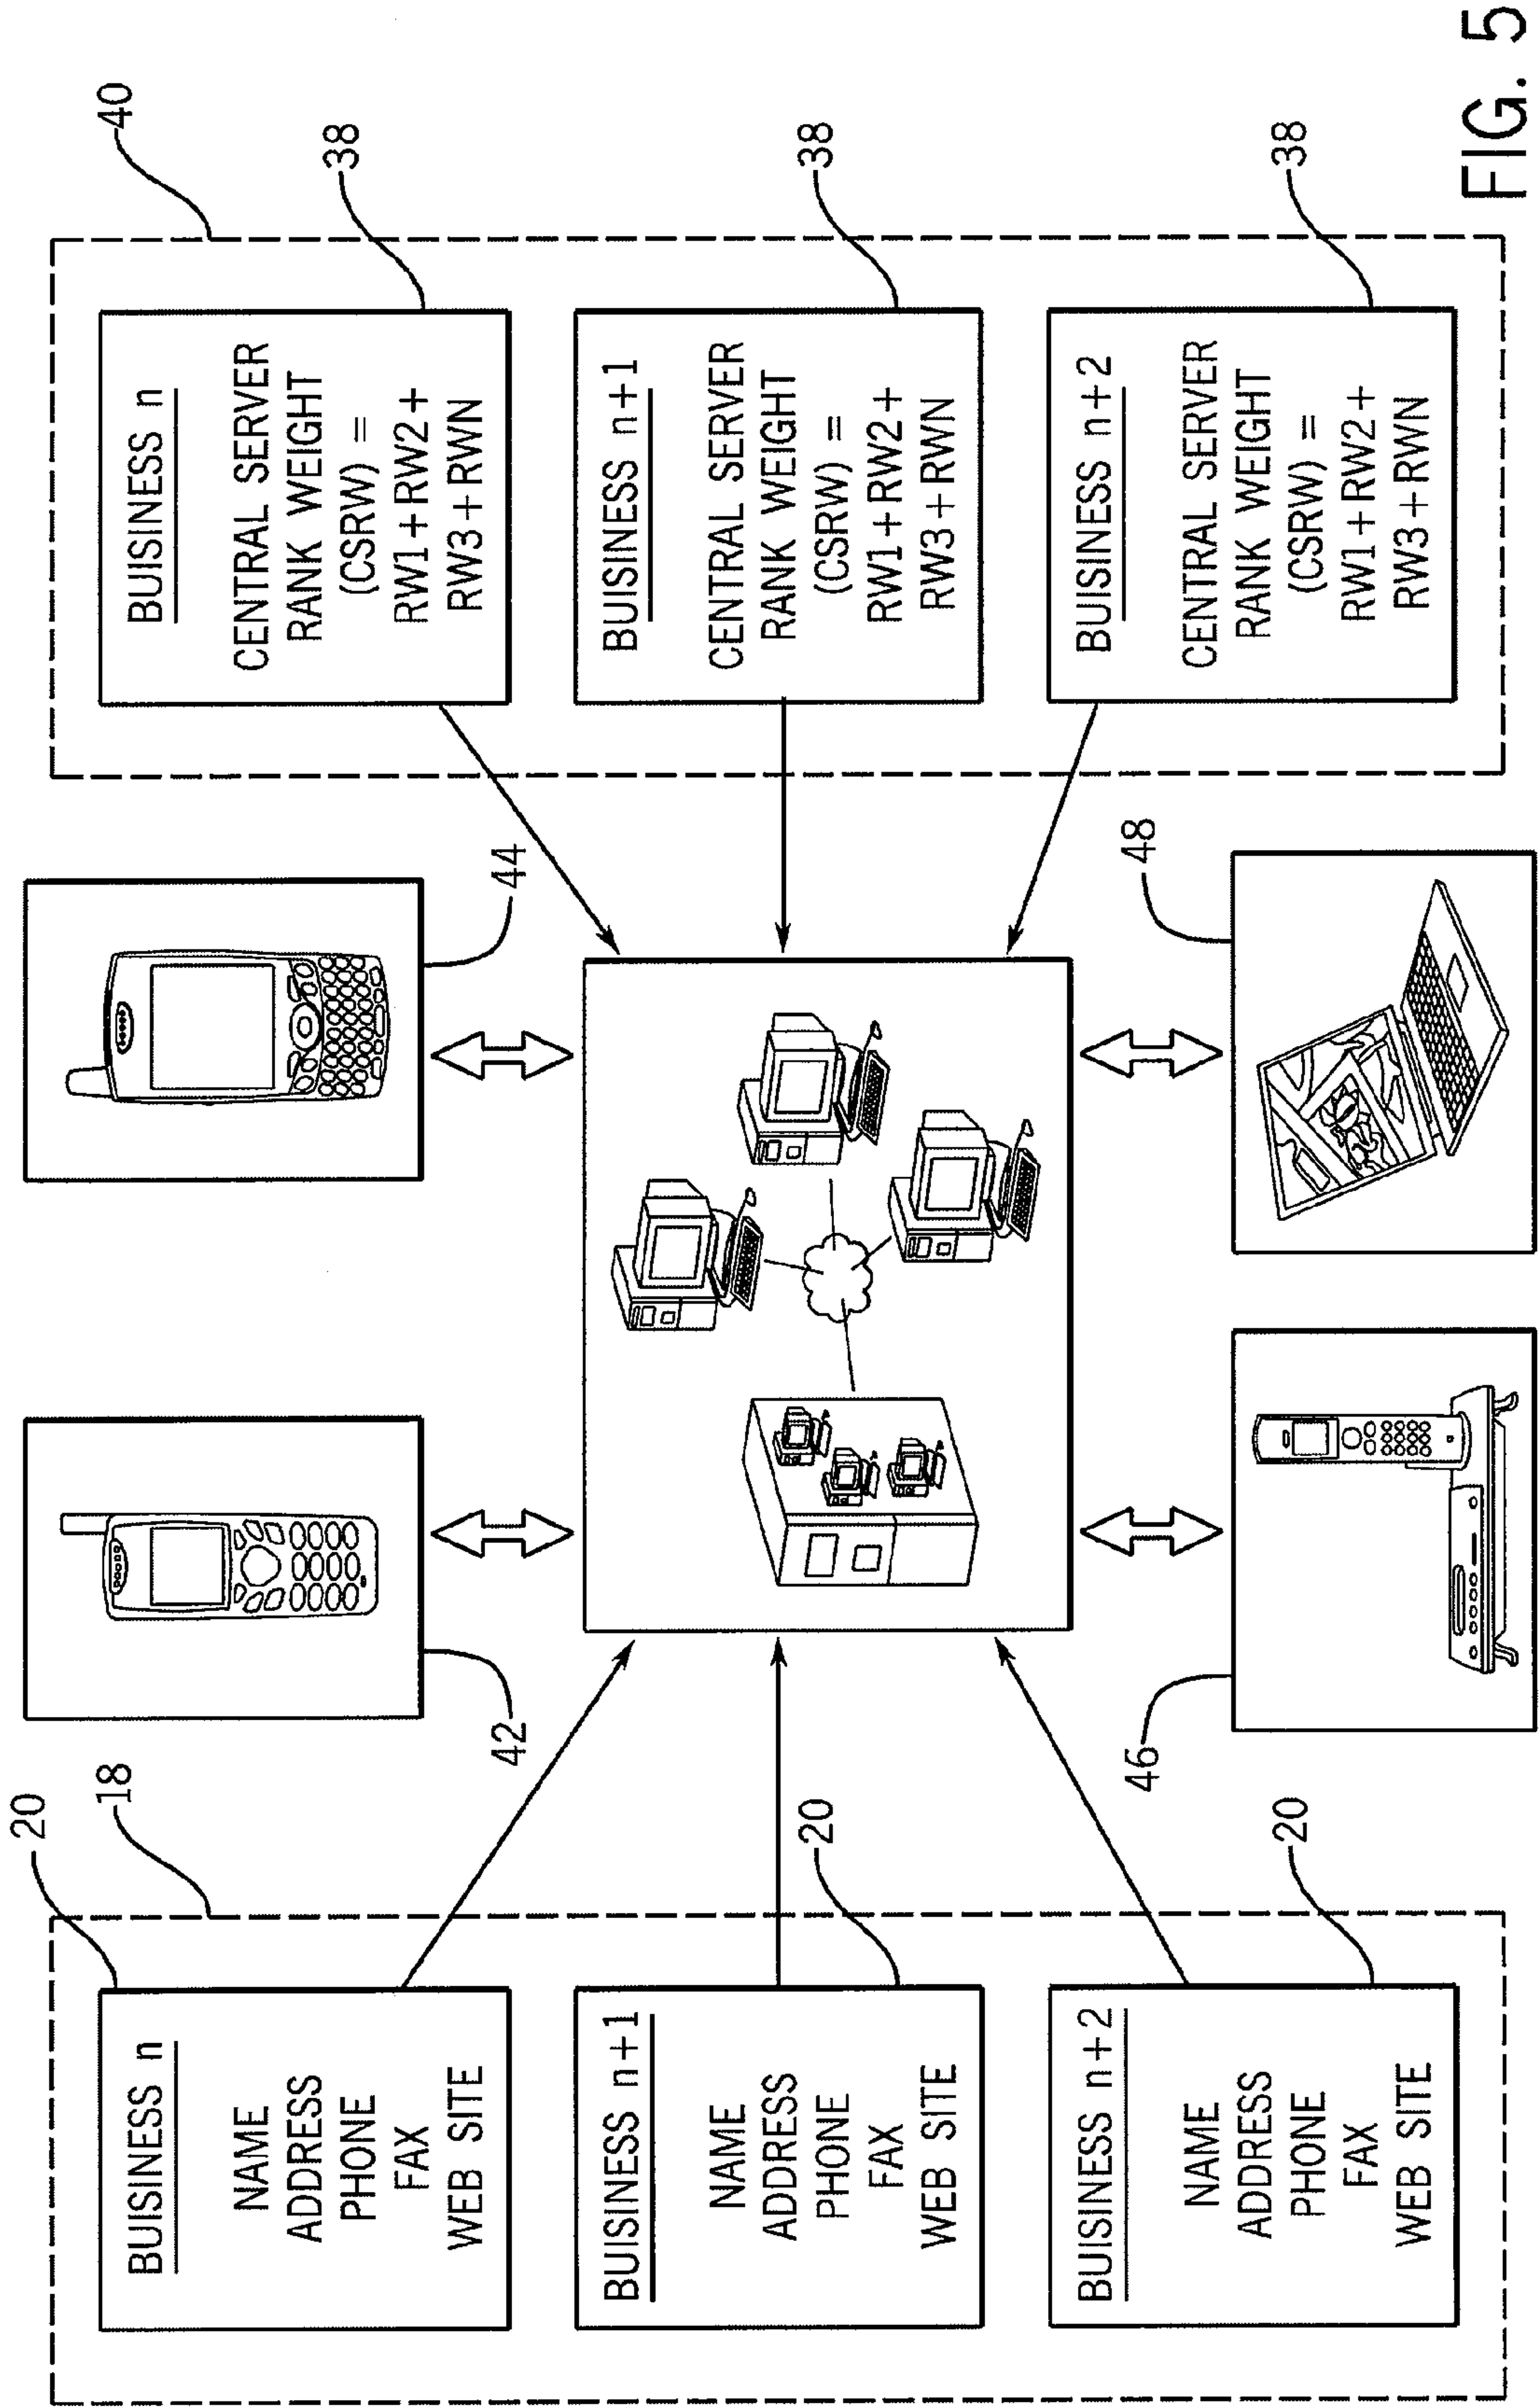 20
18
BUISINESS n
NAME
ADDRESS
PHONE
FAX
WEB SITE
BUISINESS n+1
NAME
ADDRESS
PHONE
FAX
WEB SITE
20
BUISINESS n+2
NAME
ADDRESS
PHONE
FAX
WEB SITE
20
42
44
46
48
40
BUISINESS n
CENTRAL SERVER
RANK WEIGHT
(CSRW) =
RW1+RW2+
RW3+RWN
38
BUISINESS n+1
CENTRAL SERVER
RANK WEIGHT
(CSRW) =
RW1+RW2+
RW3+RWN
38
BUISINESS n+2
CENTRAL SERVER
RANK WEIGHT
(CSRW) =
RW1+RW2+
RW3+RWN
38
FIG. 5